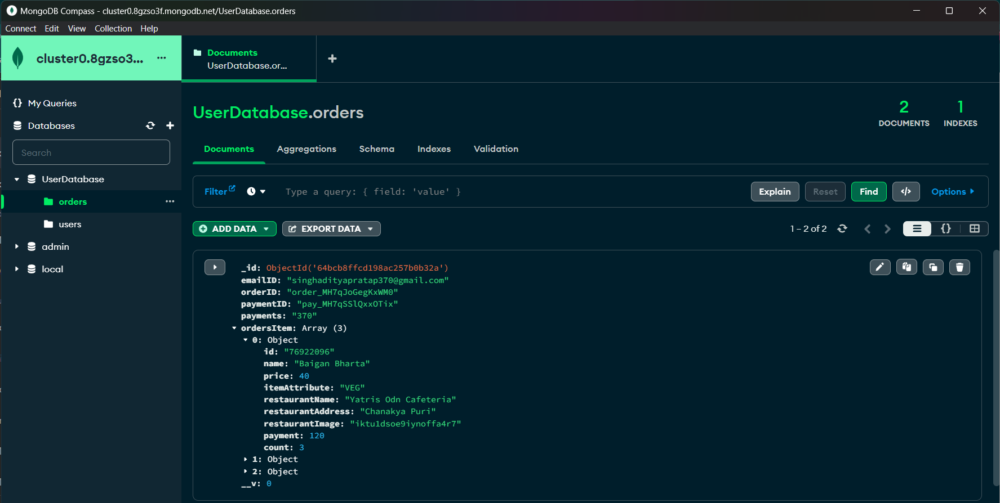 MongoDB Compass - cluster0.8gzso3f.mongodb.net/UserDatabase.orders
Connect Edit View Collection Help
cluster0.8gzso3... ...
Documents
UserDatabase.or...
My Queries
Databases
Search
UserDatabase
orders
users
admin
local
UserDatabase.orders
2
DOCUMENTS
1
INDEXES
Documents Aggregations Schema Indexes Validation
Filter Type a query: { field: 'value' } Explain Reset Find </> Options
ADD DATA EXPORT DATA 1 – 2 of 2 {}
_id: ObjectId('64bcb8ffcd198ac257b0b32a')
emailID: "singhadityapratap370@gmail.com"
orderID: "order_MH7qJoGegKxWM0"
paymentID: "pay_MH7qSSlQxxOTix"
payments: "370"
ordersItem: Array (3)
0: Object
id: "76922096"
name: "Baigan Bharta"
price: 40
itemAttribute: "VEG"
restaurantName: "Yatris Odn Cafeteria"
restaurantAddress: "Chanakya Puri"
restaurantImage: "iktu1dsoe9iynoffa4r7"
payment: 120
count: 3
1: Object
2: Object
__v: 0